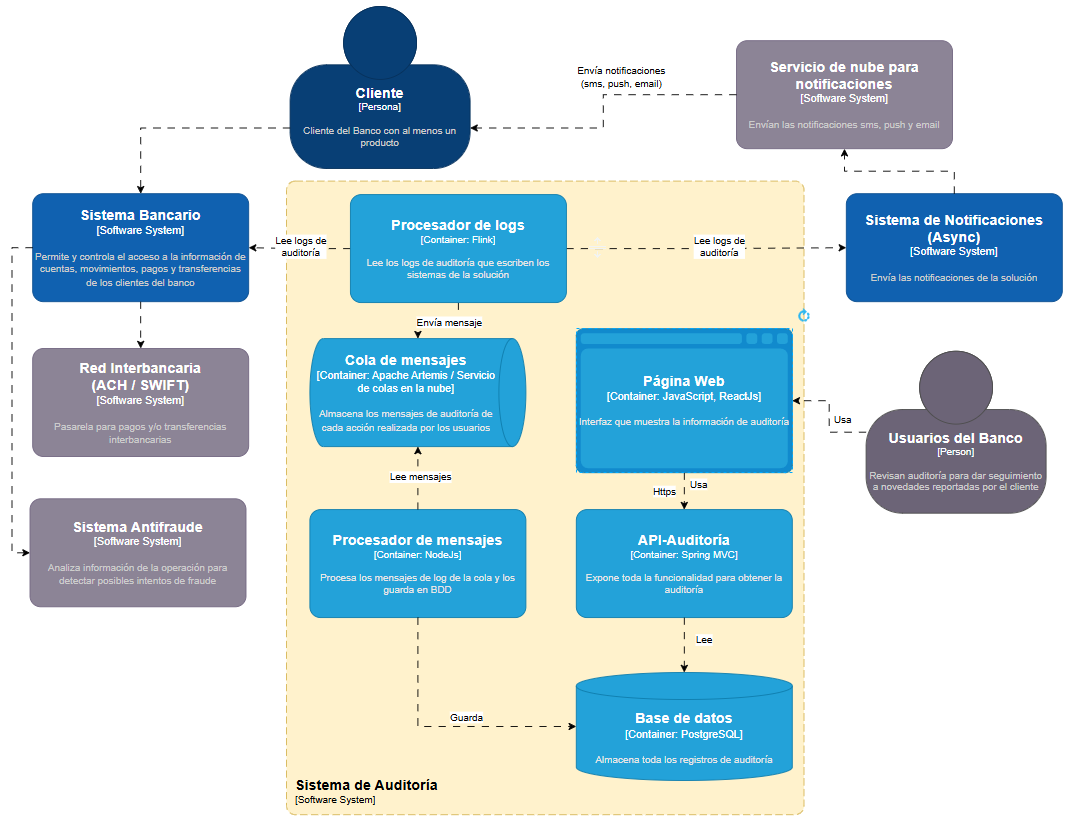 Cliente
[Persona]
Cliente del Banco con al menos un
producto
Envía notificaciones
(sms, push, email)
Servicio de nube para
notificaciones
[Software System]
Envían las notificaciones sms, push y email
Sistema Bancario
[Software System]
Permite y controla el acceso a la información de
cuentas, movimientos, pagos y transferencias
de los clientes del banco
Lee logs de
auditoría
Procesador de logs
[Container: Flink]
Lee los logs de auditoría que escriben los
sistemas de la solución
Lee logs de
auditoría
Sistema de Notificaciones
(Async)
[Software System]
Envía las notificaciones de la solución
Envía mensaje
Red Interbancaria
(ACH / SWIFT)
[Software System]
Pasarela para pagos y/o transferencias
interbancarias
Cola de mensajes
[Container: Apache Artemis / Servicio
de colas en la nube]
Almacena los mensajes de auditoría de
cada acción realizada por los usuarios
Página Web
[Container: JavaScript, ReactJs]
Interfaz que muestra la información de auditoría
Usa
Usuarios del Banco
[Person]
Revisan auditoría para dar seguimiento
a novedades reportadas por el cliente
Lee mensajes
Https
Usa
Sistema Antifraude
[Software System]
Analiza información de la operación para
detectar posibles intentos de fraude
Procesador de mensajes
[Container: NodeJs]
Procesa los mensajes de log de la cola y los
guarda en BDD
API-Auditoría
[Container: Spring MVC]
Expone toda la funcionalidad para obtener la
auditoría
Lee
Guarda
Base de datos
[Container: PostgreSQL]
Almacena toda los registros de auditoría
Sistema de Auditoría
[Software System]